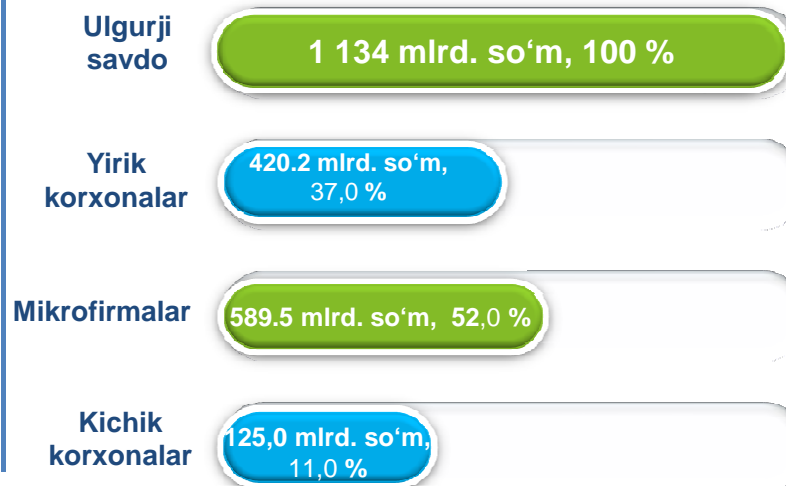 Ulgurji
savdo
1 134 mlrd. so‘m, 100 %
Yirik
korxonalar
420.2 mlrd. so‘m,
37,0 %
Mikrofirmalar
589.5 mlrd. so‘m, 52,0 %
Kichik
korxonalar
125,0 mlrd. so‘m,
11,0 %